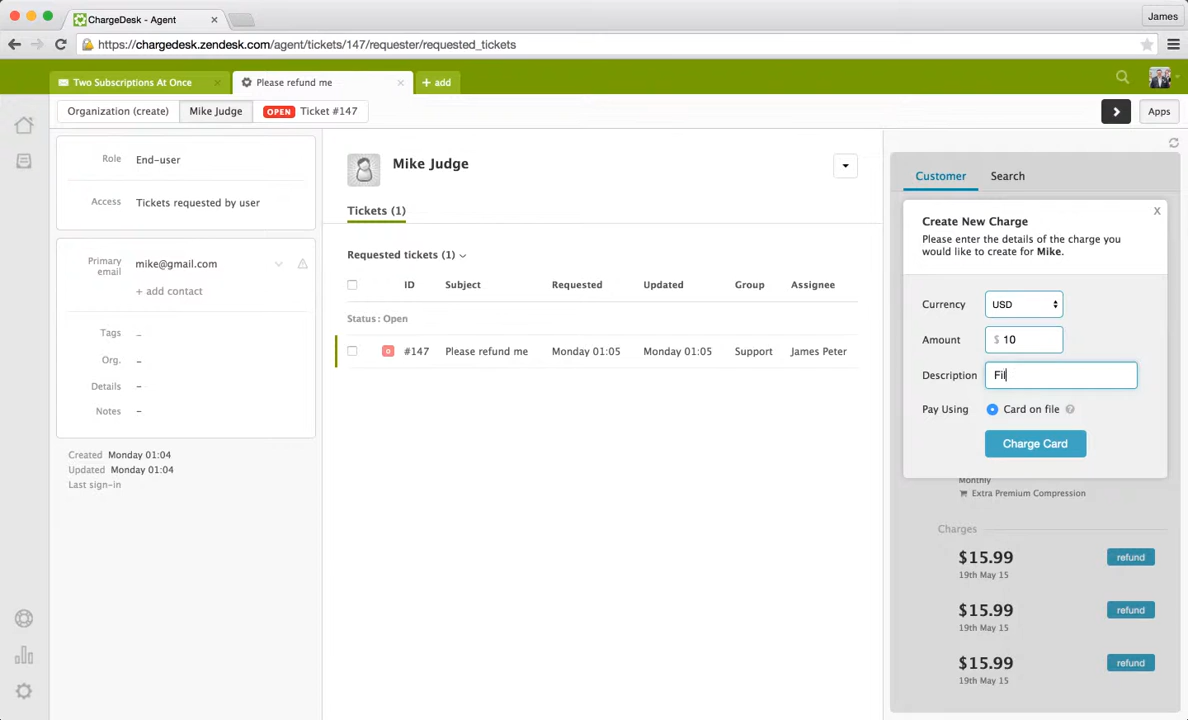 ChargeDesk - Agent
James
https://chargedesk.zendesk.com/agent/tickets/147/requester/requested_tickets
Two Subscriptions At Once
Please refund me
+ add
Organization (create)
Mike Judge
OPEN Ticket #147
Apps
Role End-user
Access Tickets requested by user
Primary email mike@gmail.com
+ add contact
Tags –
Org. –
Details –
Notes –
Created Monday 01:04
Updated Monday 01:04
Last sign-in
Mike Judge
Tickets (1)
Requested tickets (1)
ID Subject Requested Updated Group Assignee
Status: Open
o #147 Please refund me Monday 01:05 Monday 01:05 Support James Peter
Customer Search
X
Create New Charge
Please enter the details of the charge you
would like to create for Mike.
Currency USD
Amount $ 10
Description Fil
Pay Using Card on file ?
Charge Card
Monthly
Extra Premium Compression
Charges
$15.99 refund
19th May 15
$15.99 refund
19th May 15
$15.99 refund
19th May 15